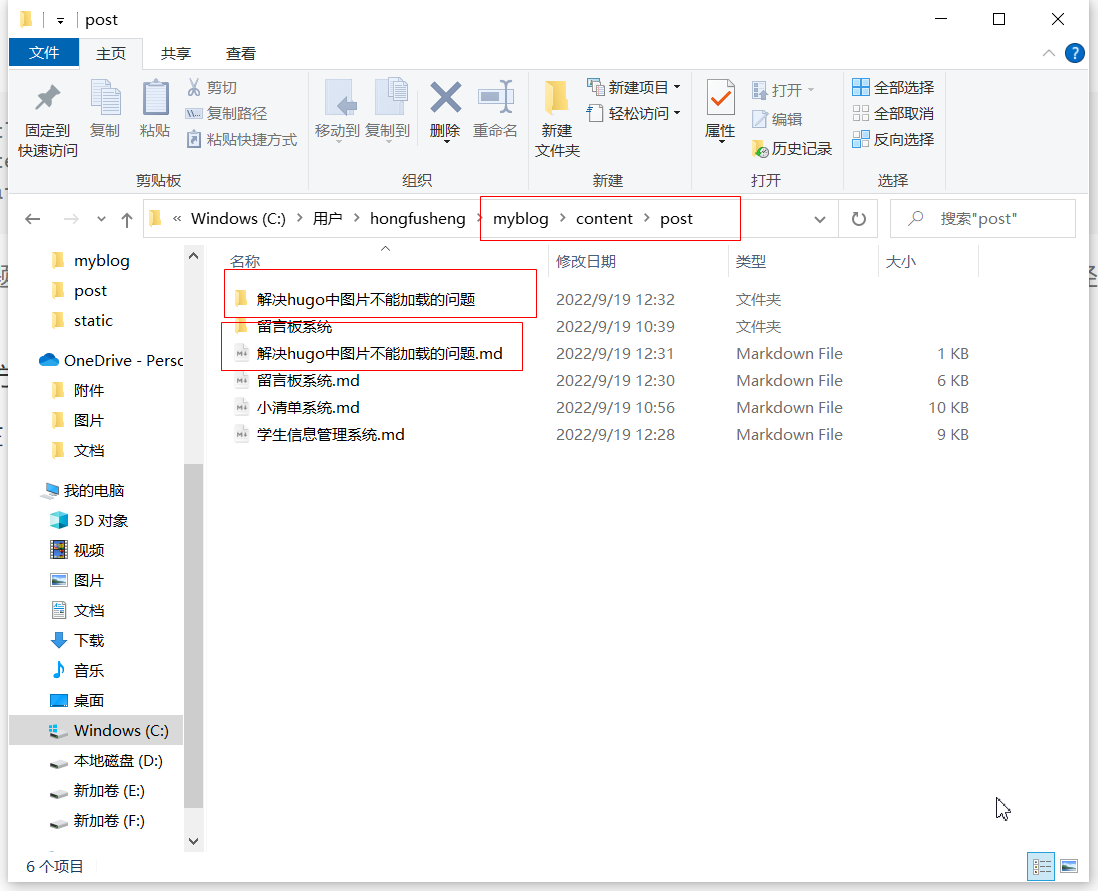 post
文件 主页 共享 查看
固定到快速访问 复制 粘贴 剪切
复制路径
粘贴快捷方式
移动到 复制到 删除 重命名
新建文件夹 新建项目
轻松访问
属性 打开
编辑
历史记录
全部选择
全部取消
反向选择
剪贴板 组织 新建 打开 选择
« Windows (C:) > 用户 > hongfusheng > myblog > content > post
搜索"post"
名称 修改日期 类型 大小
解决hugo中图片不能加载的问题 2022/9/19 12:32 文件夹
留言板系统 2022/9/19 10:39 文件夹
解决hugo中图片不能加载的问题.md 2022/9/19 12:31 Markdown File 1 KB
留言板系统.md 2022/9/19 12:30 Markdown File 6 KB
小清单系统.md 2022/9/19 10:56 Markdown File 10 KB
学生信息管理系统.md 2022/9/19 12:28 Markdown File 9 KB
myblog
post
static
OneDrive - Persc
附件
图片
文档
我的电脑
3D 对象
视频
图片
文档
下载
音乐
桌面
Windows (C:)
本地磁盘 (D:)
新加卷 (E:)
新加卷 (F:)
6 个项目